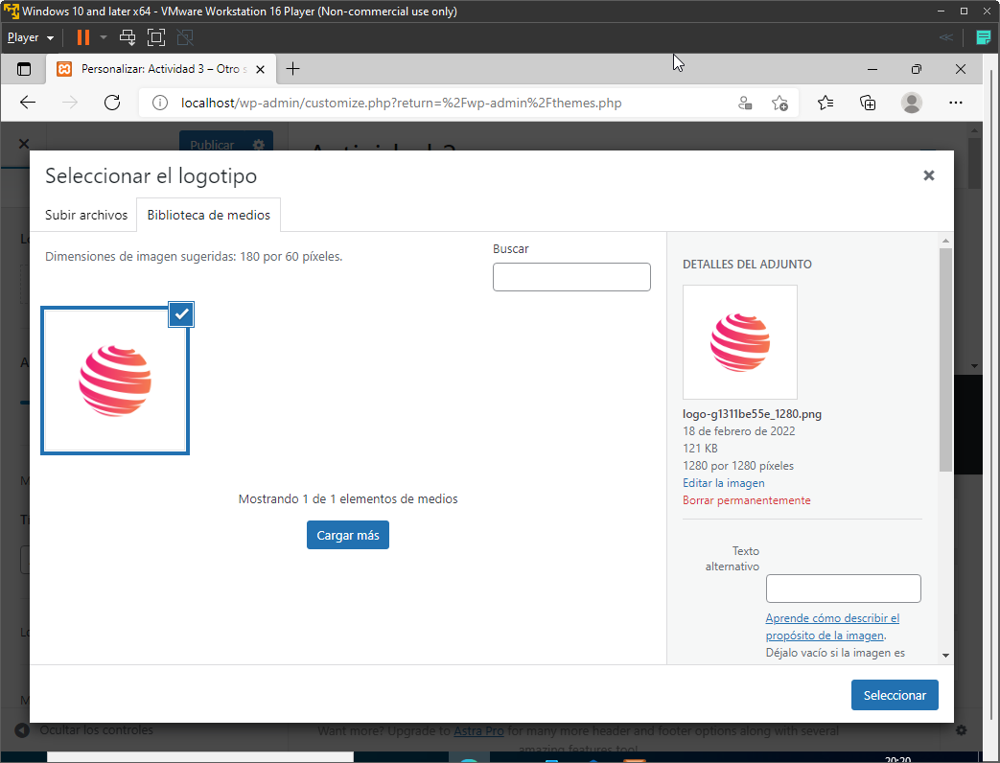 Windows 10 and later x64 - VMware Workstation 16 Player (Non-commercial use only)
Player
Personalizar: Actividad 3 – Otro s
localhost/wp-admin/customize.php?return=%2Fwp-admin%2Fthemes.php
Publicar
Seleccionar el logotipo
Subir archivos
Biblioteca de medios
Dimensiones de imagen sugeridas: 180 por 60 píxeles.
Buscar
Mostrando 1 de 1 elementos de medios
Cargar más
DETALLES DEL ADJUNTO
logo-g1311be55e_1280.png
18 de febrero de 2022
121 KB
1280 por 1280 píxeles
Editar la imagen
Borrar permanentemente
Texto
alternativo
Aprende cómo describir el
propósito de la imagen.
Déjalo vacío si la imagen es
Seleccionar
Ocultar los controles
Want more? Upgrade to Astra Pro for many more header and footer options along with several
amazing features too!
20:20